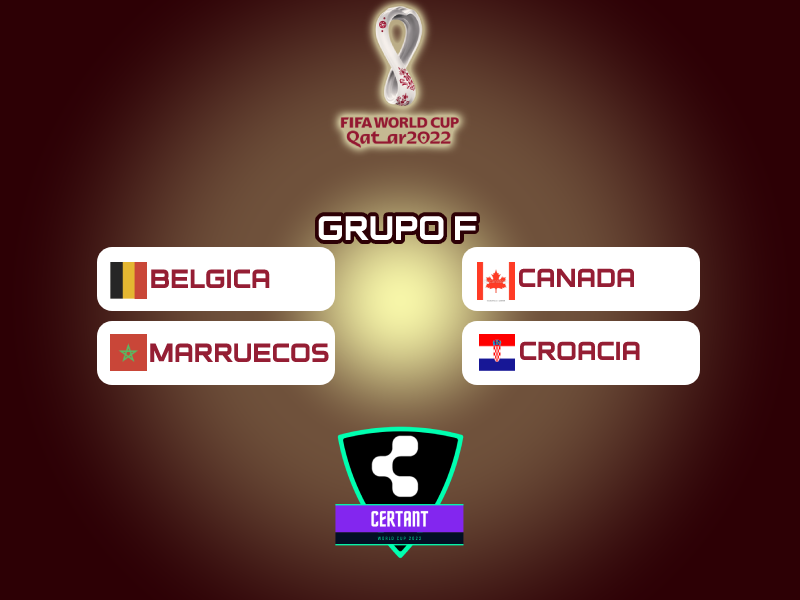 FIFA WORLD CUP
Qatar2022
GRUPO F
BELGICA
CANADA
MARRUECOS
CROACIA
CERTANT
WORLD CUP 2022